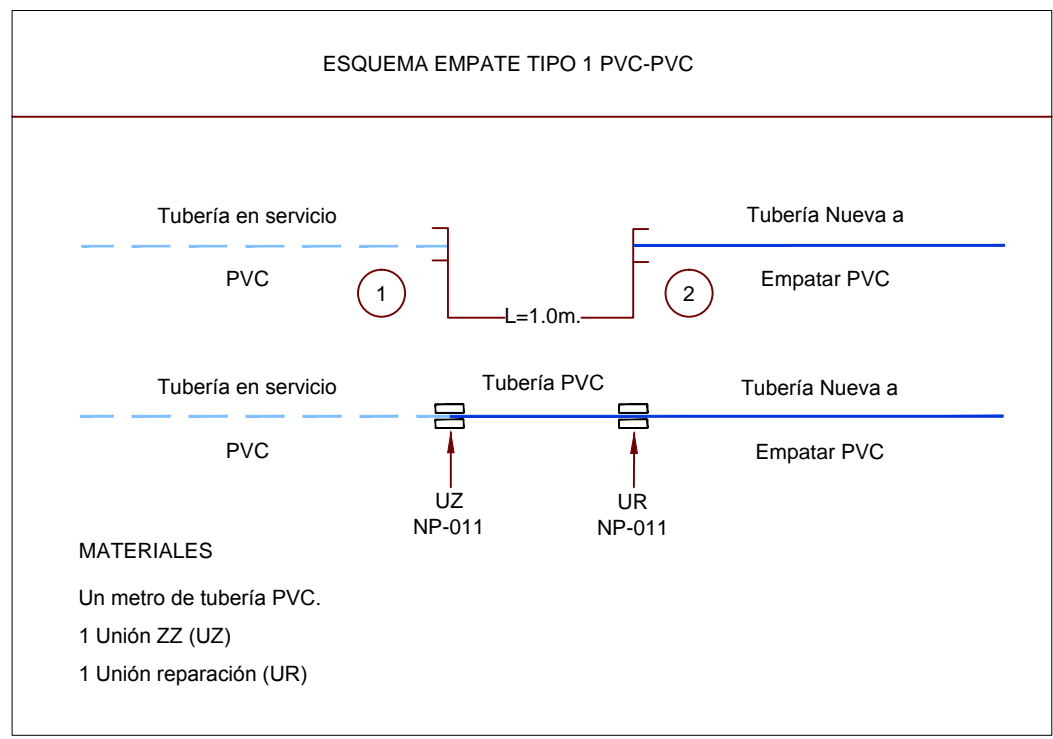 ESQUEMA EMPATE TIPO 1 PVC-PVC
Tubería en servicio
Tubería Nueva a
PVC
1
2
Empatar PVC
L=1.0m.
Tubería en servicio
Tubería PVC
Tubería Nueva a
PVC
Empatar PVC
UZ
NP-011
UR
NP-011
MATERIALES
Un metro de tubería PVC.
1 Unión ZZ (UZ)
1 Unión reparación (UR)